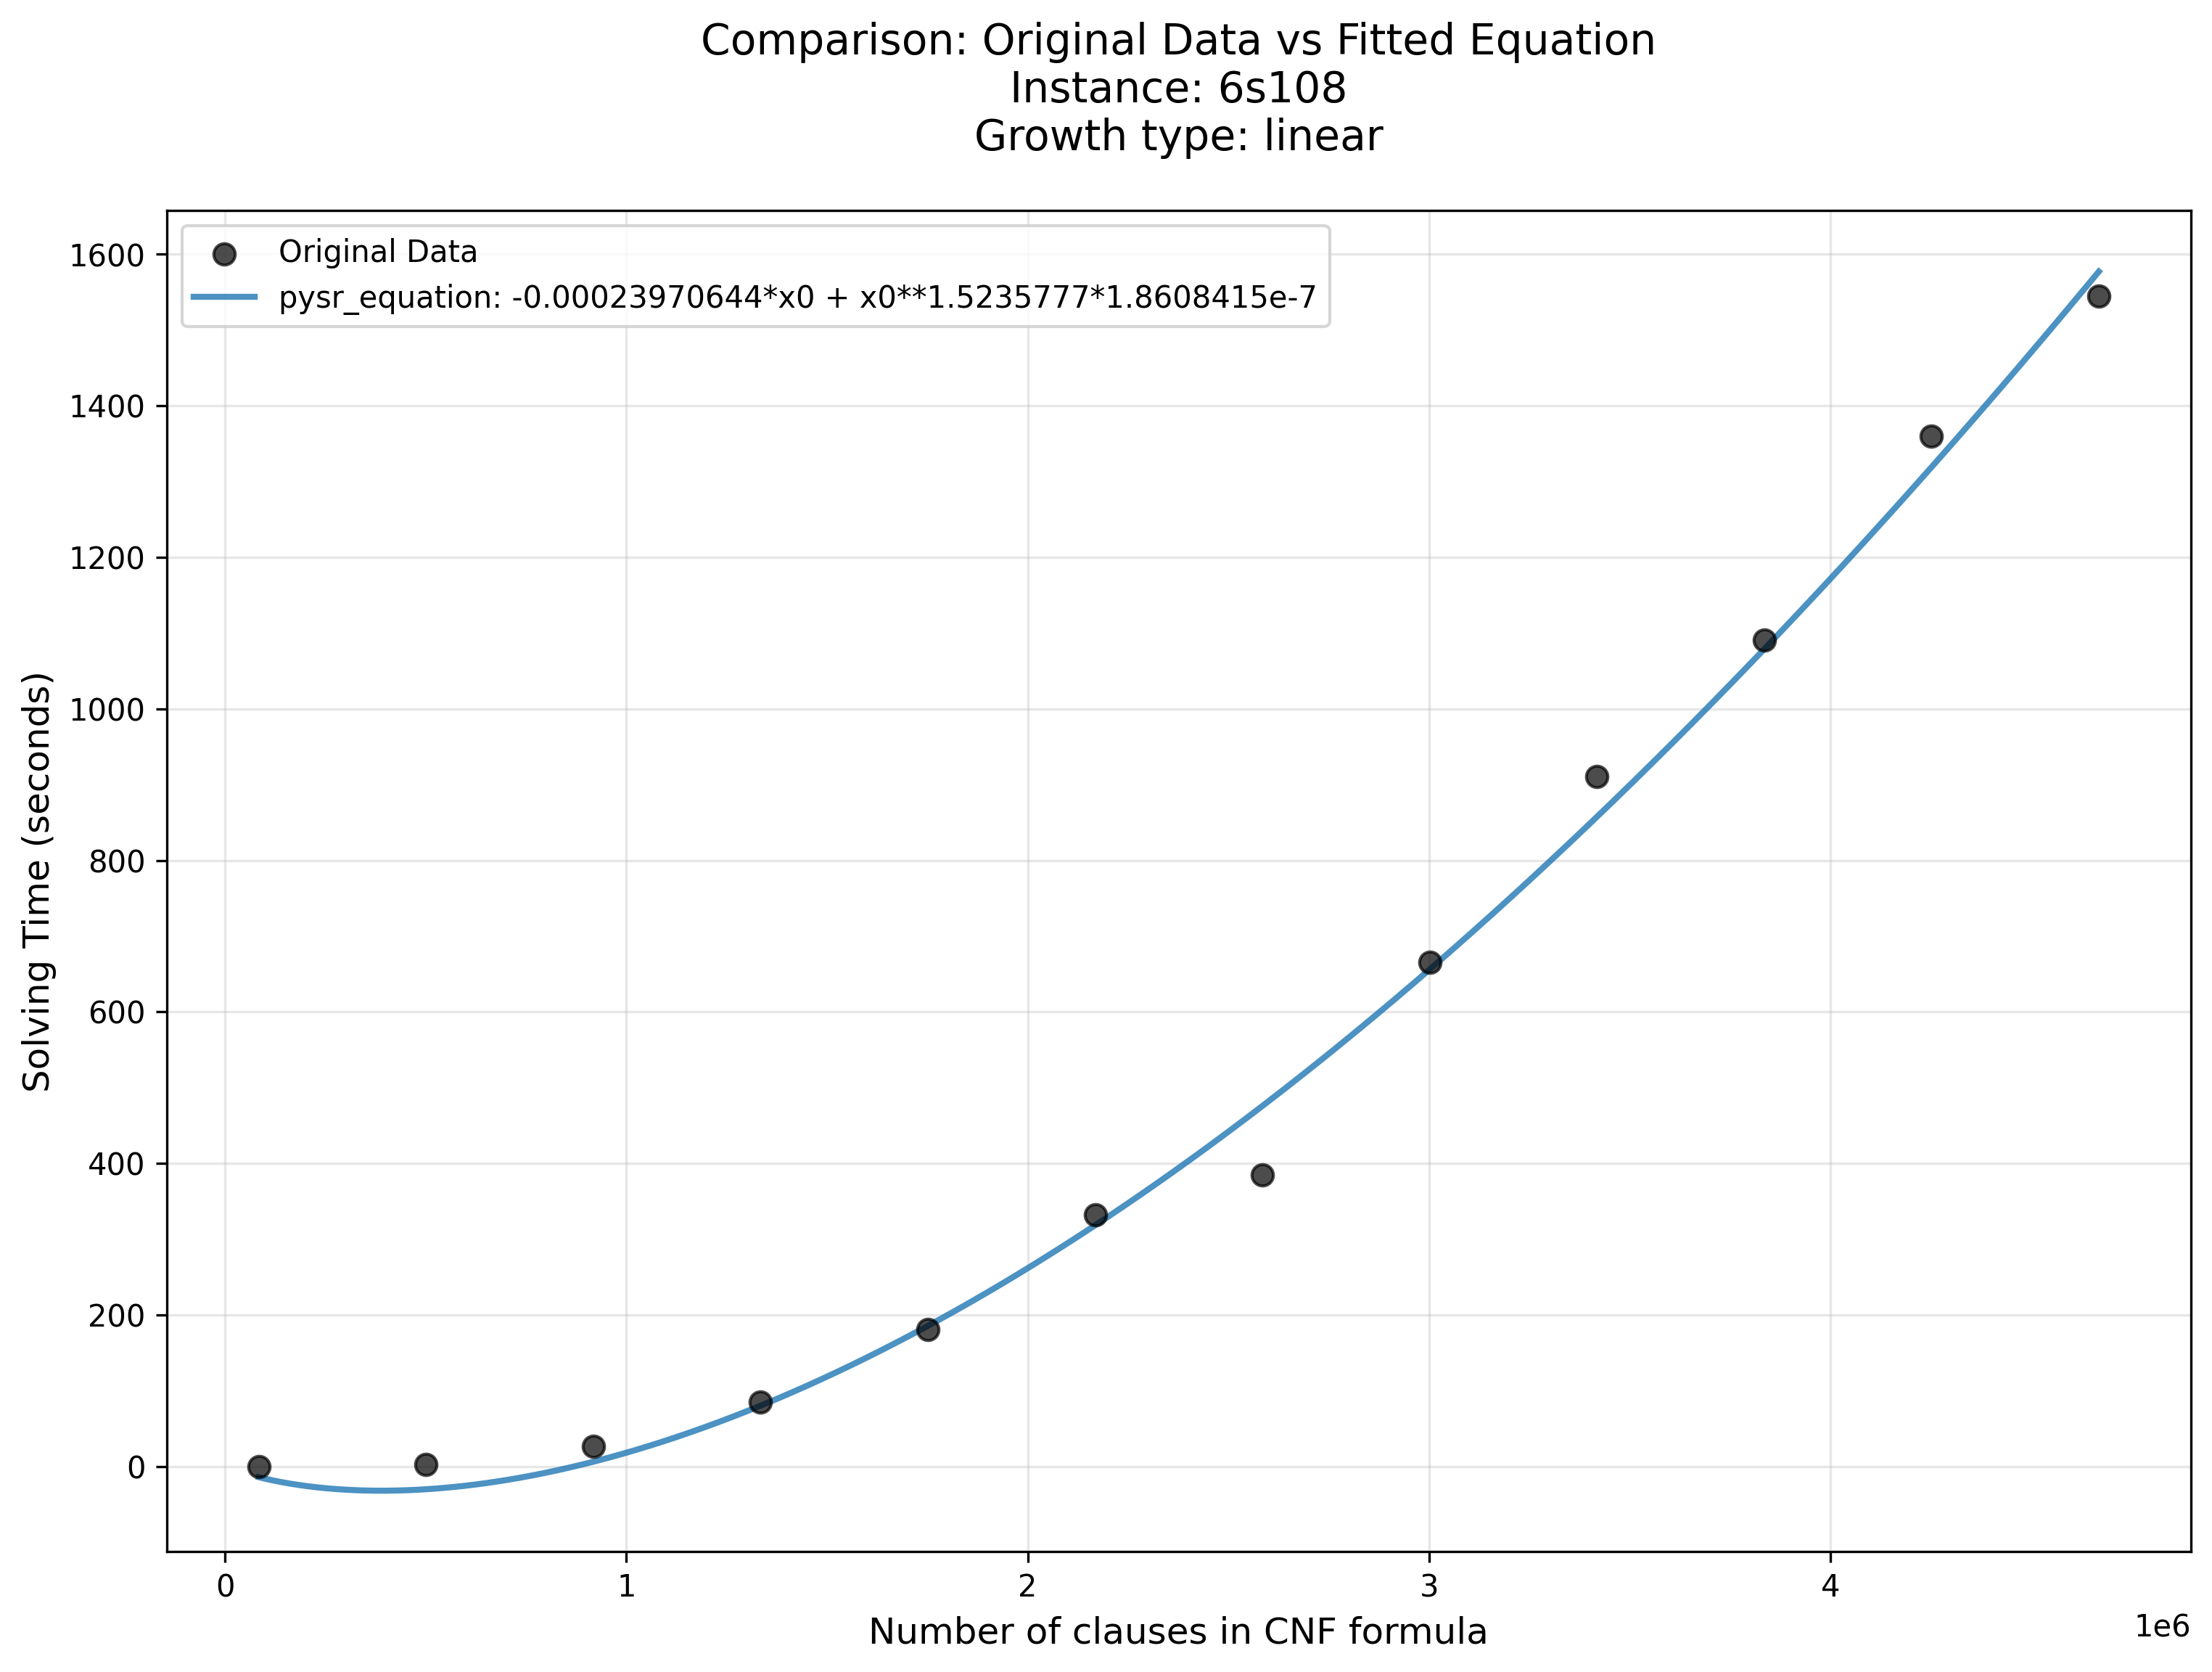 Comparison: Original Data vs Fitted Equation
Instance: 6s108
Growth type: linear
Original Data
pysr_equation: -0.00023970644*x0 + x0**1.5235777*1.8608415e-7
1600
1400
1200
1000
800
600
400
200
0
Solving Time (seconds)
0 1 2 3 4
1e6
Number of clauses in CNF formula